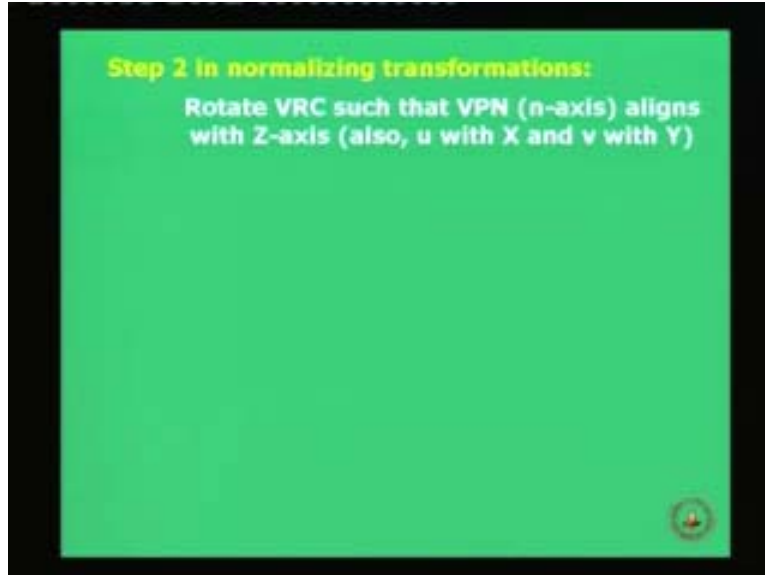 Step 2 in normalizing transformations:
Rotate VRC such that VPN (n-axis) aligns
with Z-axis (also, u with X and v with Y)